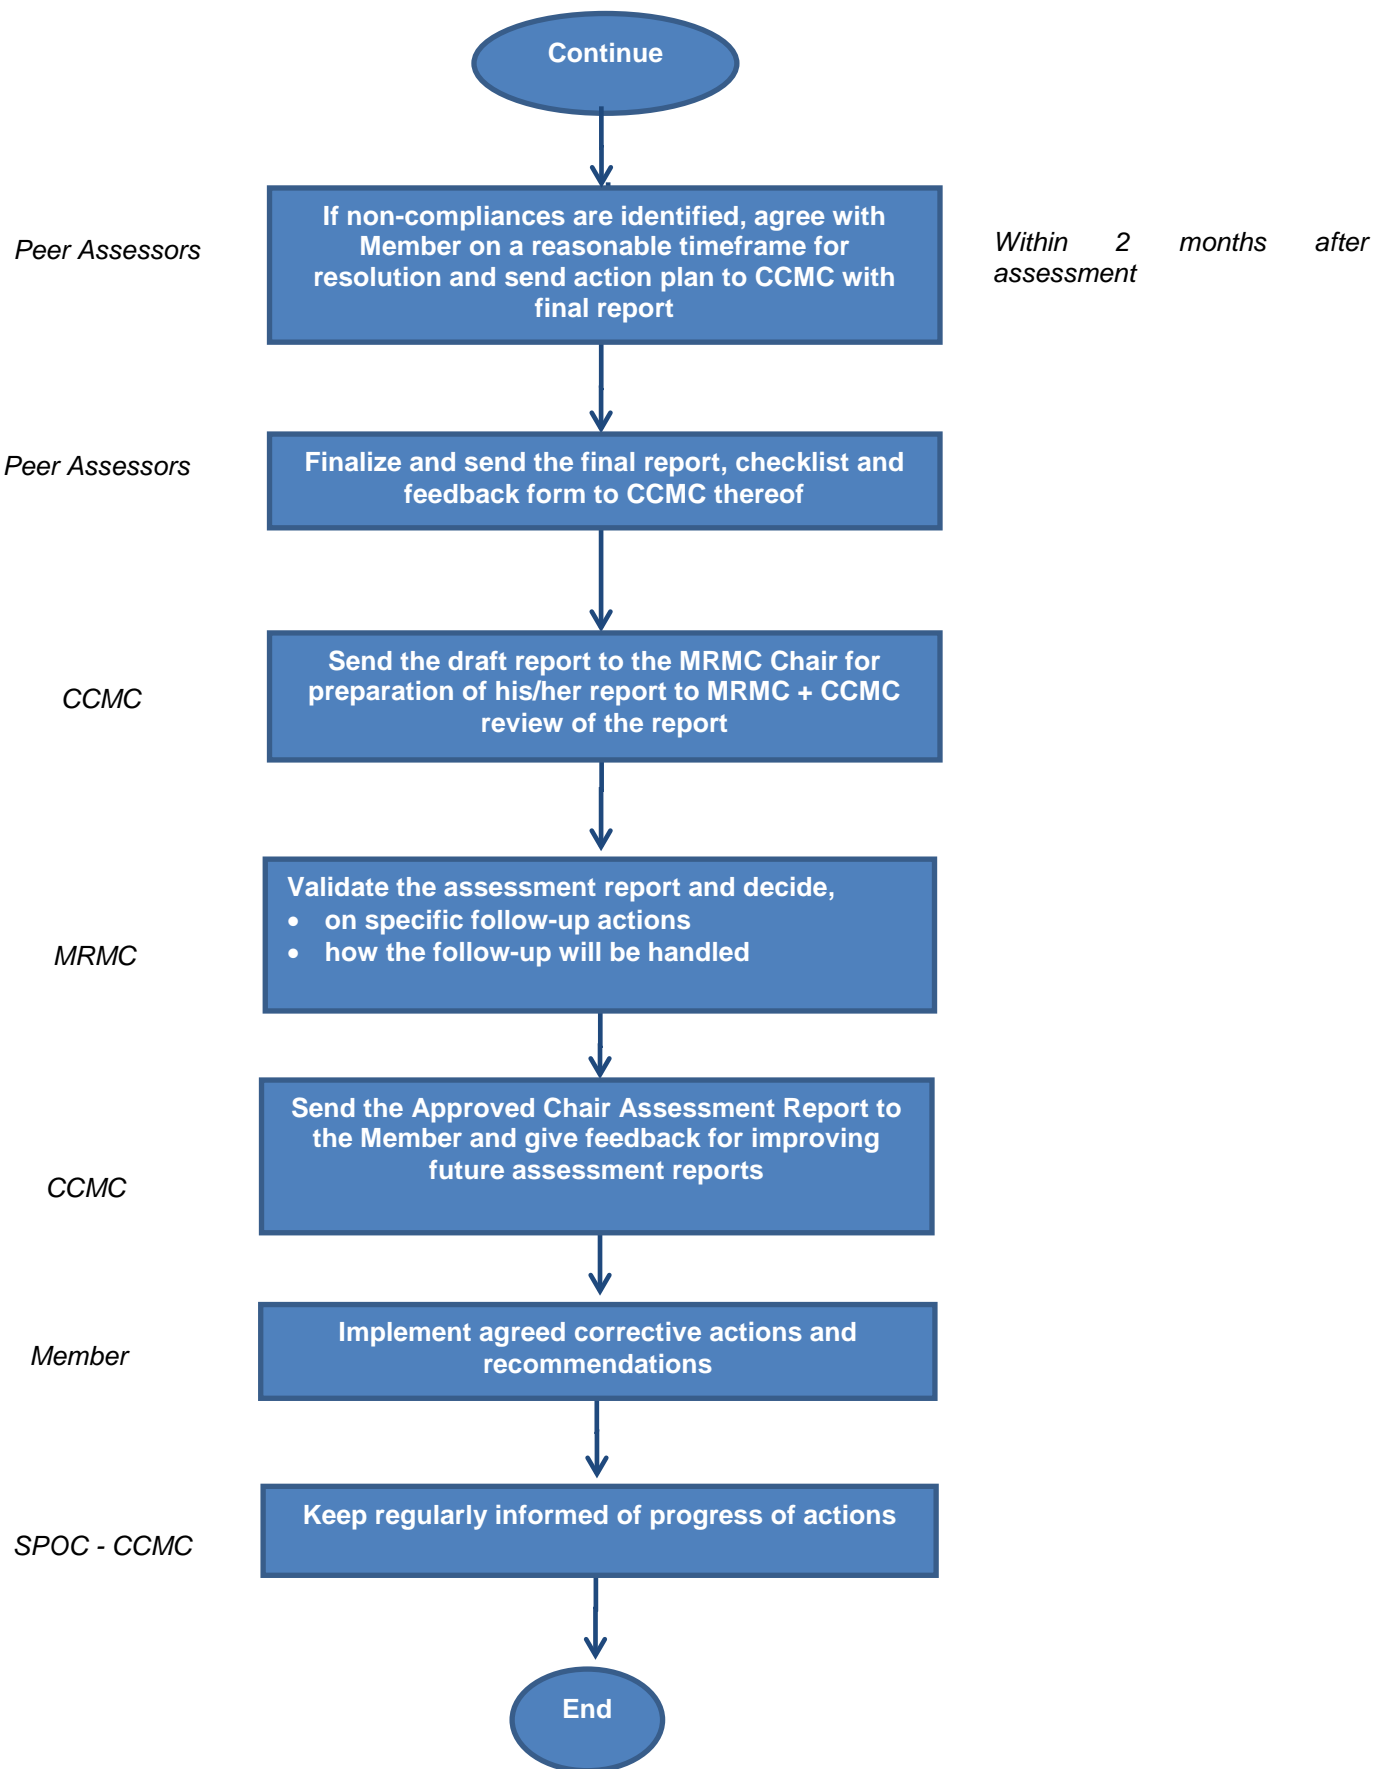 Continue
Peer Assessors
If non-compliances are identified, agree with
Member on a reasonable timeframe for
resolution and send action plan to CCMC with
final report
Within 2 months after
assessment
Peer Assessors
Finalize and send the final report, checklist and
feedback form to CCMC thereof
CCMC
Send the draft report to the MRMC Chair for
preparation of his/her report to MRMC + CCMC
review of the report
MRMC
Validate the assessment report and decide,
• on specific follow-up actions
• how the follow-up will be handled
CCMC
Send the Approved Chair Assessment Report to
the Member and give feedback for improving
future assessment reports
Member
Implement agreed corrective actions and
recommendations
SPOC - CCMC
Keep regularly informed of progress of actions
End